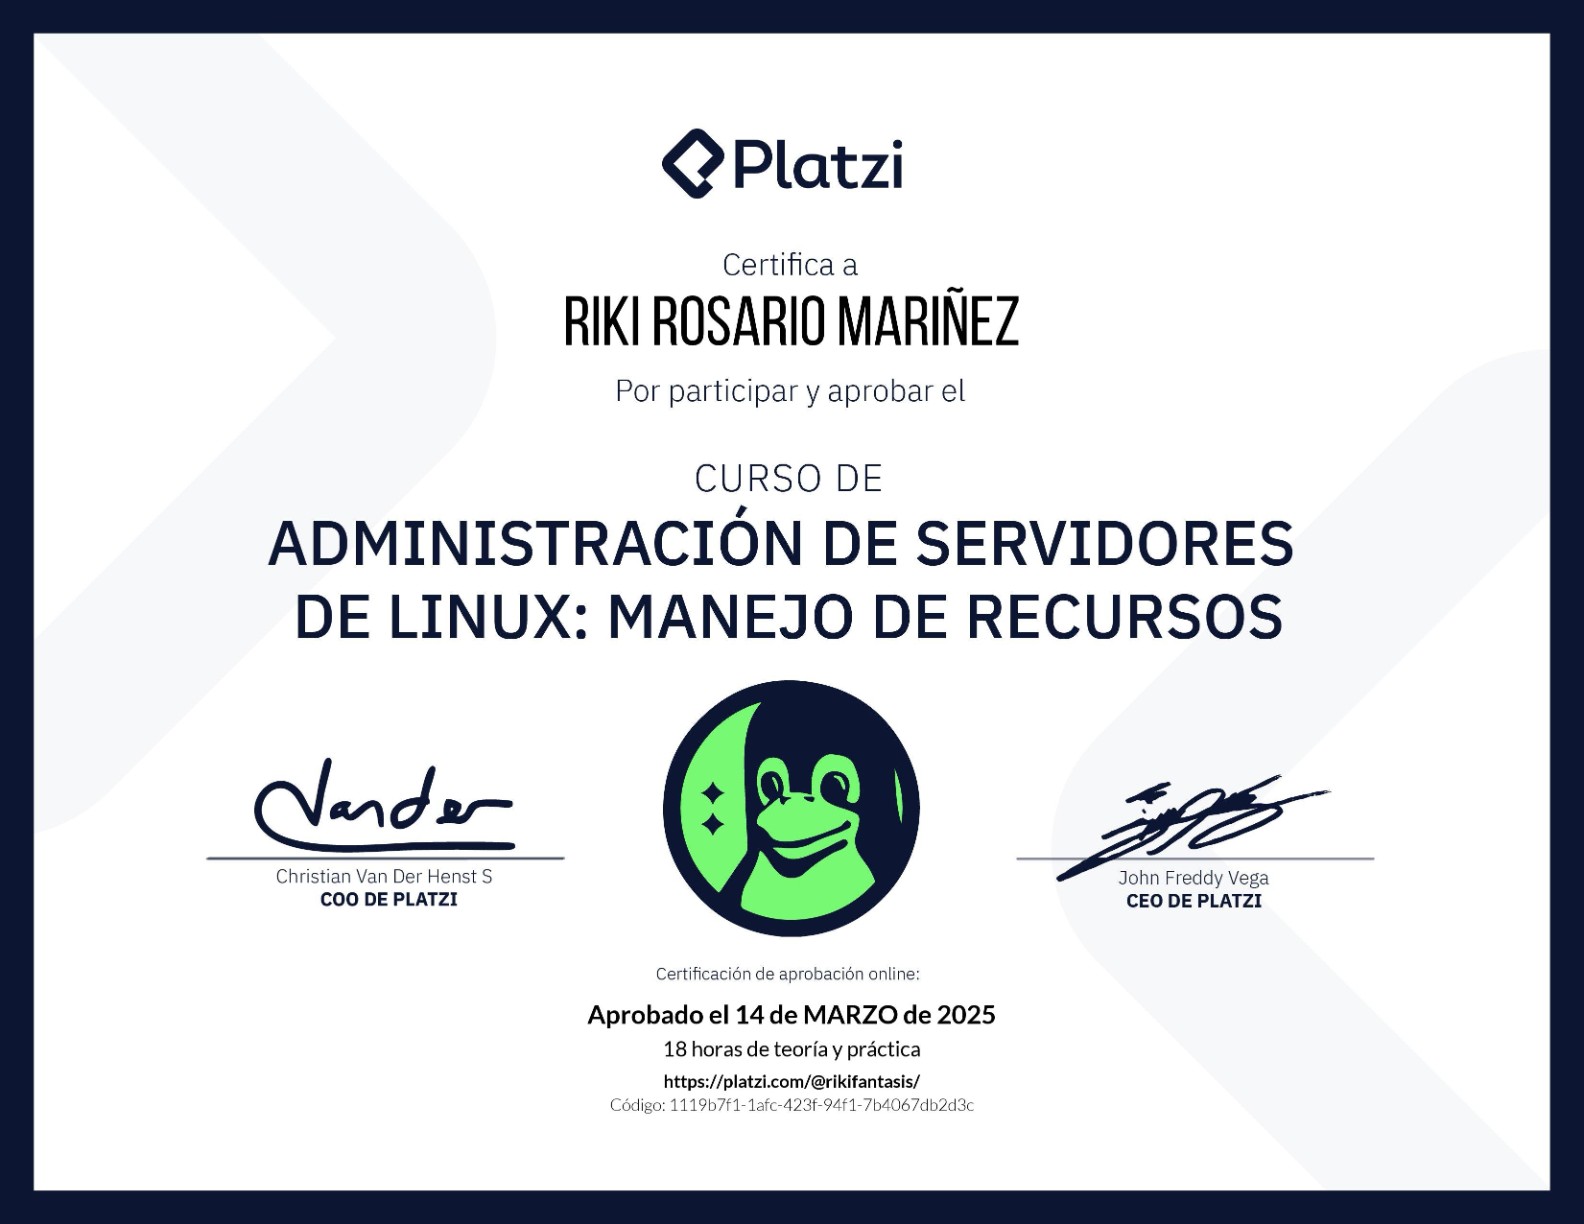 Platzi
Certifica a
RIKI ROSARIO MARIÑEZ
Por participar y aprobar el
CURSO DE
ADMINISTRACIÓN DE SERVIDORES
DE LINUX: MANEJO DE RECURSOS
Vander
Christian Van Der Henst S
COO DE PLATZI
John Freddy Vega
CEO DE PLATZI
Certificación de aprobación online:
Aprobado el 14 de MARZO de 2025
18 horas de teoría y práctica
https://platzi.com/@rikifantasis/
Código: 1119b7f1-1afc-423f-94f1-7b4067db2d3c